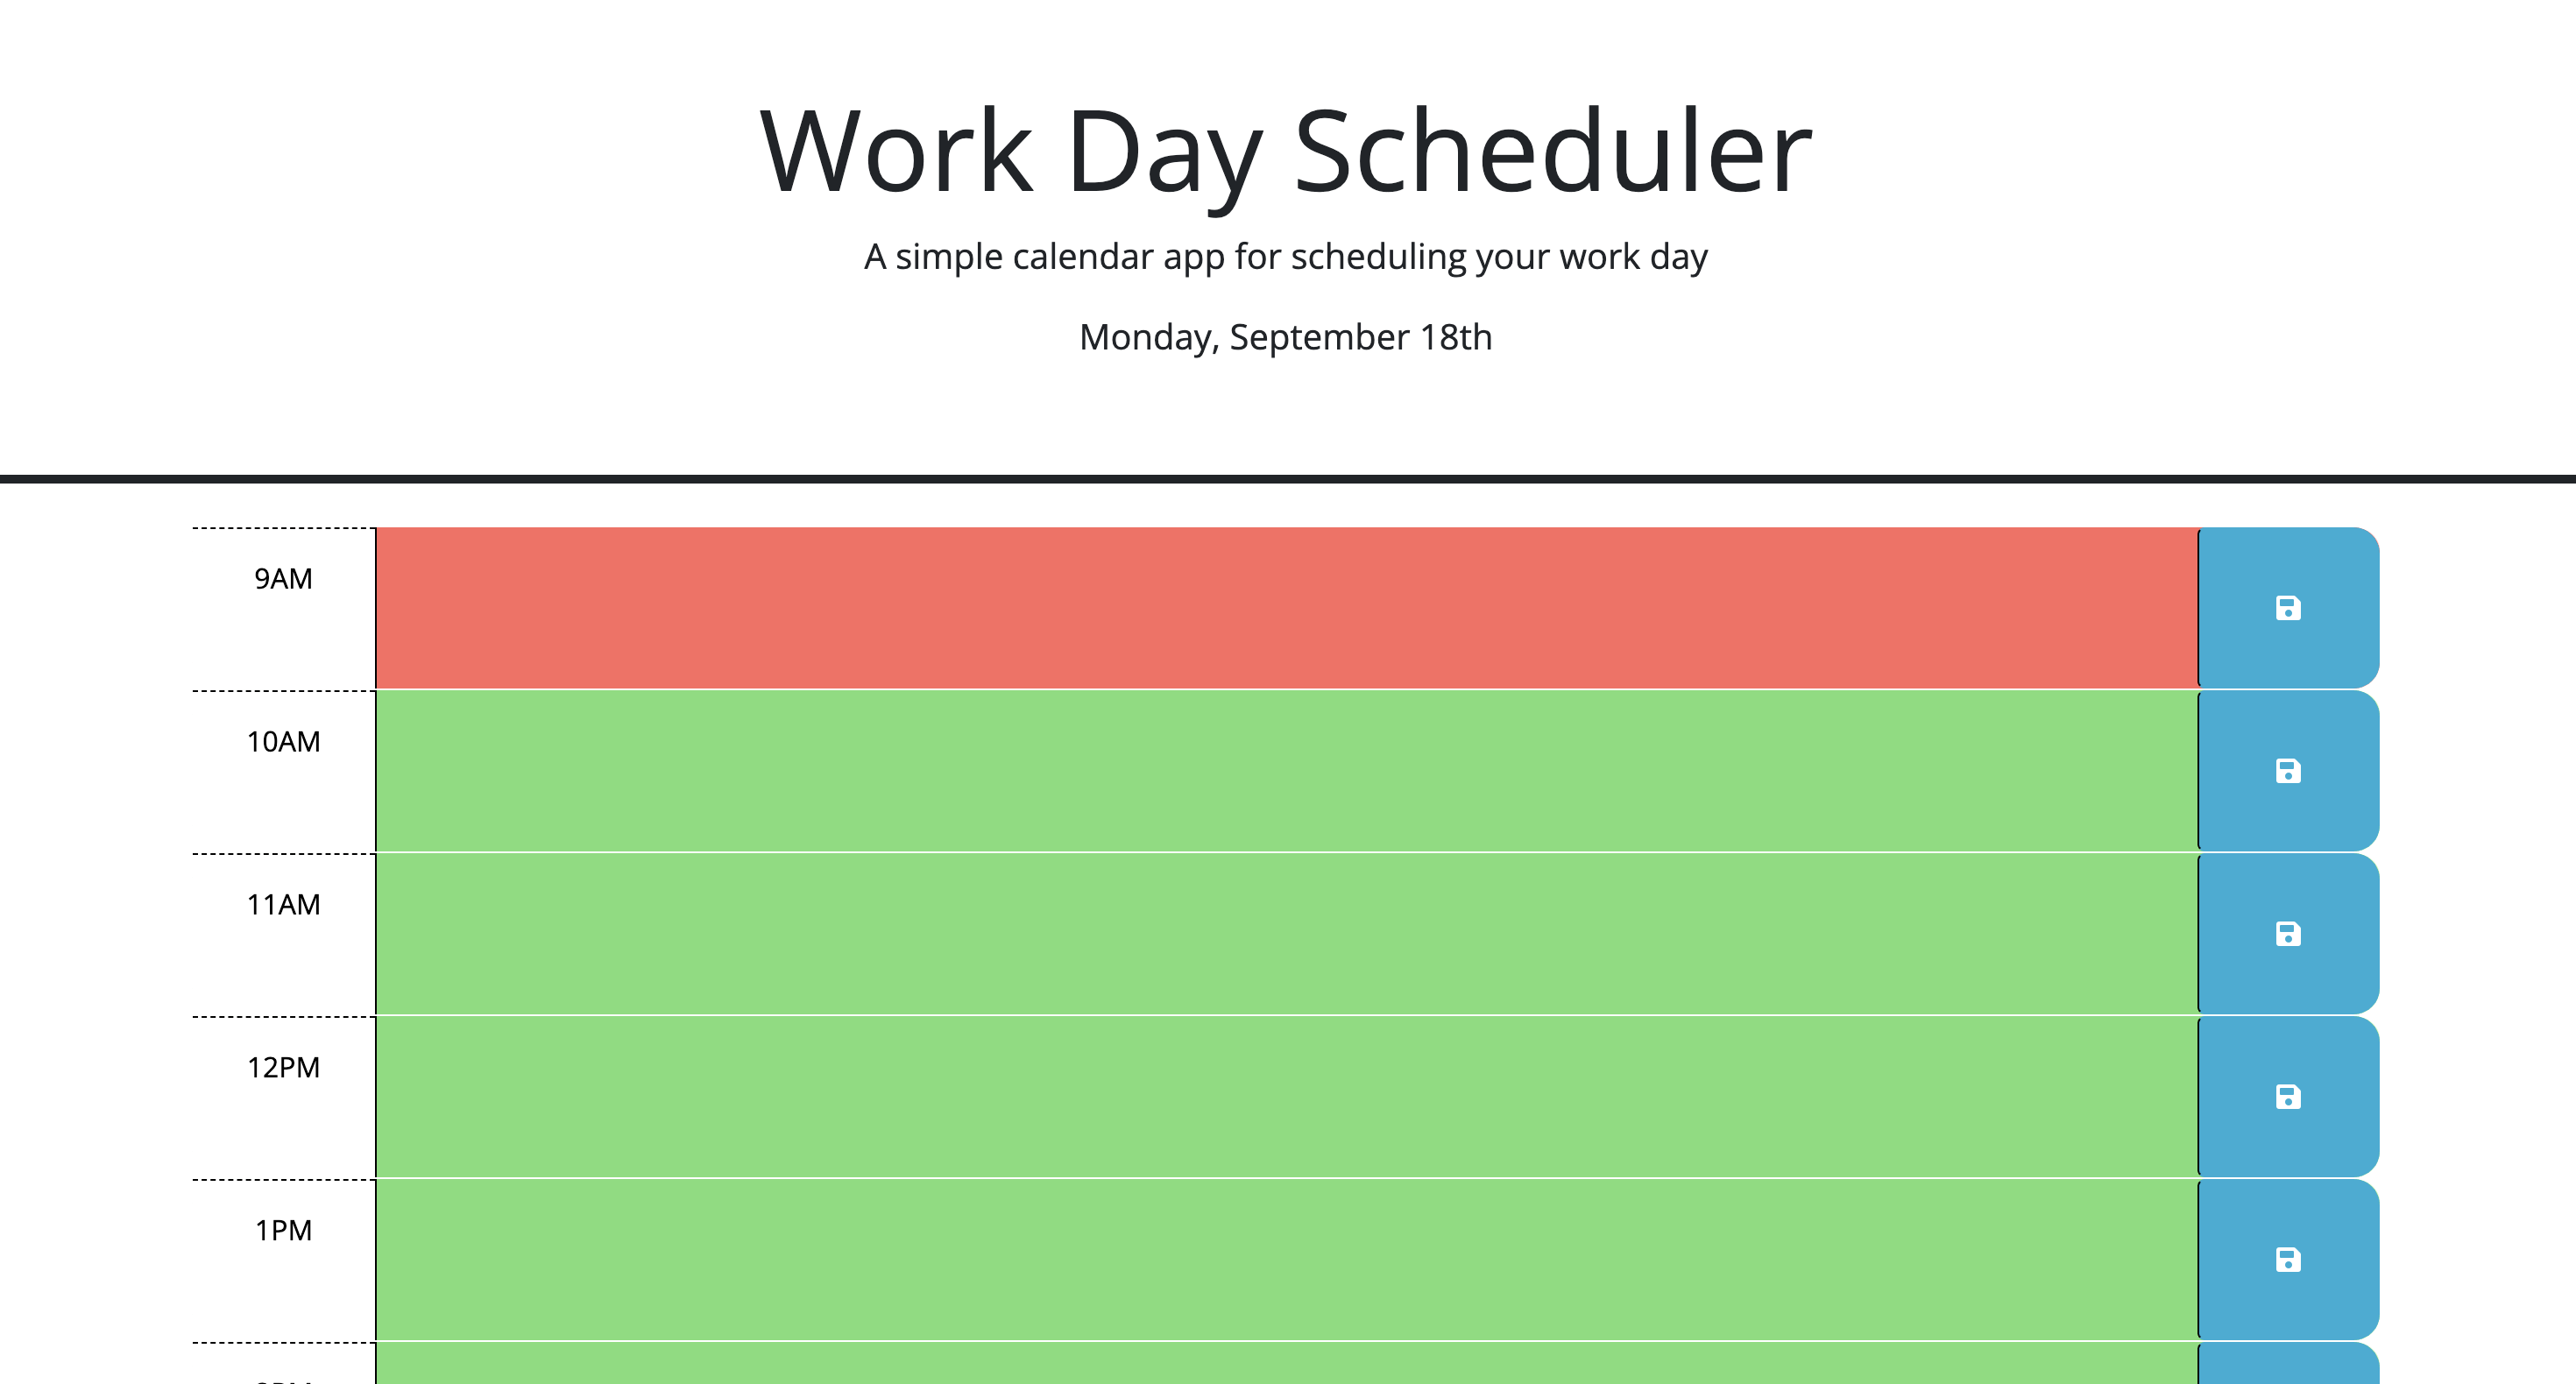 Work Day Scheduler
A simple calendar app for scheduling your work day
Monday, September 18th
9AM
10AM
11AM
12PM
1PM